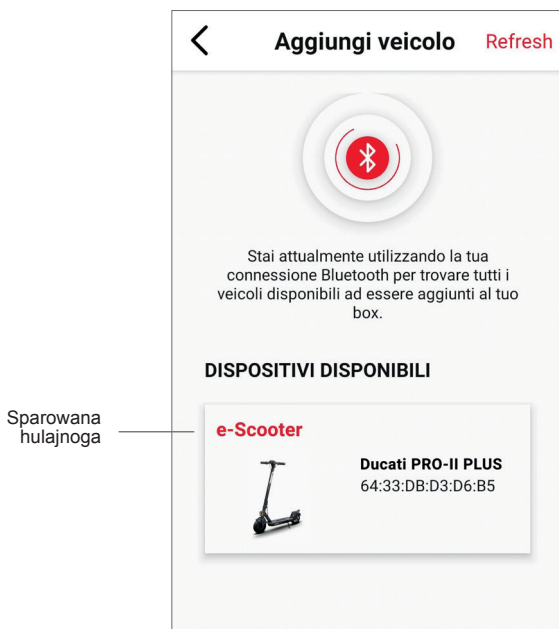 Aggiungi veicolo Refresh
Stai attualmente utilizzando la tua
connessione Bluetooth per trovare tutti i
veicoli disponibili ad essere aggiunti al tuo
box.
DISPOSITIVI DISPONIBILI
Sparowana
hulajnoga
e-Scooter
Ducati PRO-II PLUS
64:33:DB:D3:D6:B5